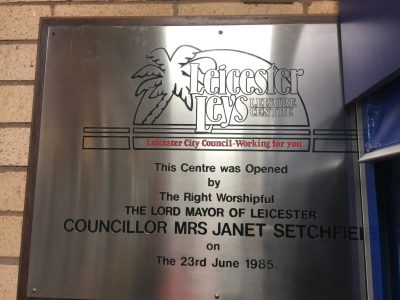 Leicester
Leys LEISURE
CENTRE
Leicester City Council-Working for you
This Centre was Opened
by
The Right Worshipful
THE LORD MAYOR OF LEICESTER
COUNCILLOR MRS JANET SETCHFIELD
on
The 23rd June 1985.